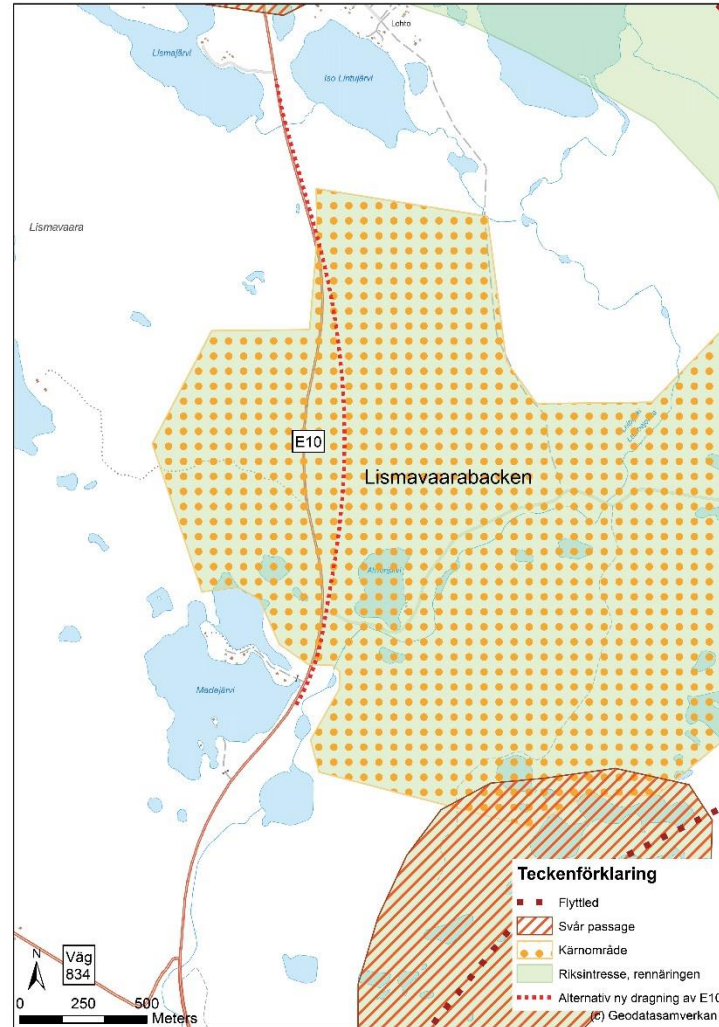 Lehto
Lismajärvi
Iso Lintujärvi
Lismavaara
E10
Lismavaarabacken
Madejärvi
Teckenförklaring
Flyttled
Svår passage
Kärnområde
Riksintresse, rennäringen
Alternativ ny dragning av E10
(c) Geodatasamverkan
Väg
834
N
0 250 500
Meters